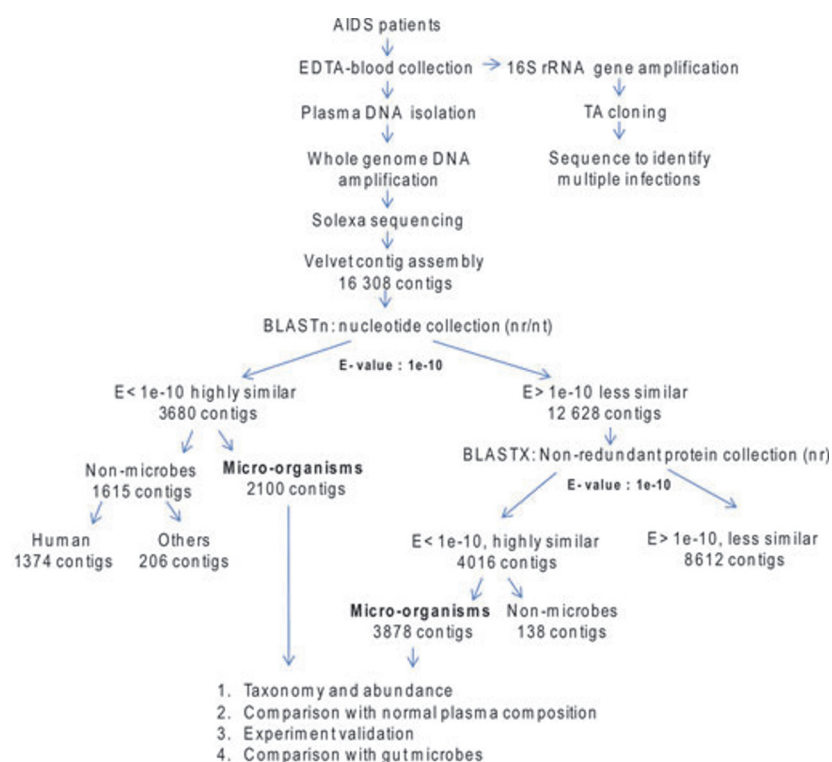 AIDS patients
EDTA-blood collection
16S rRNA gene amplification
Plasma DNA isolation
TA cloning
Whole genome DNA
amplification
Sequence to identify
multiple infections
Solexa sequencing
Velvet contig assembly
16 308 contigs
BLASTn: nucleotide collection (nr/nt)
E-value : 1e-10
E< 1e-10 highly similar
3680 contigs
E> 1e-10 less similar
12 628 contigs
BLASTX: Non-redundant protein collection (nr)
E-value : 1e-10
Non-microbes
1615 contigs
Micro-organisms
2100 contigs
Human
1374 contigs
Others
206 contigs
E< 1e-10, highly similar
4016 contigs
E> 1e-10, less similar
8612 contigs
Micro-organisms
3878 contigs
Non-microbes
138 contigs
1. Taxonomy and abundance
2. Comparison with normal plasma composition
3. Experiment validation
4. Comparison with gut microbes